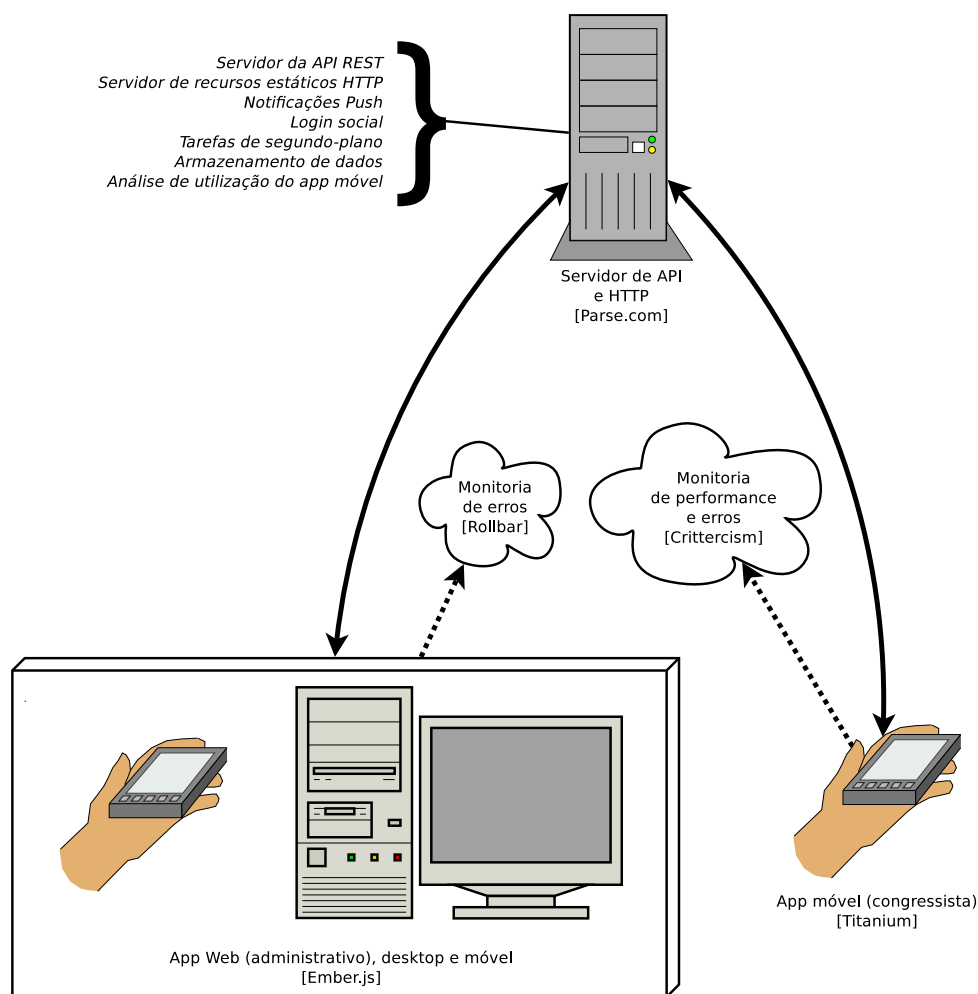 Servidor da API REST
Servidor de recursos estáticos HTTP
Notificações Push
Login social
Tarefas de segundo-plano
Armazenamento de dados
Análise de utilização do app móvel
Servidor de API
e HTTP
[Parse.com]
Monitoria
de erros
[Rollbar]
Monitoria
de performance
e erros
[Crittercism]
App móvel (congressista)
[Titanium]
App Web (administrativo), desktop e móvel
[Ember.js]